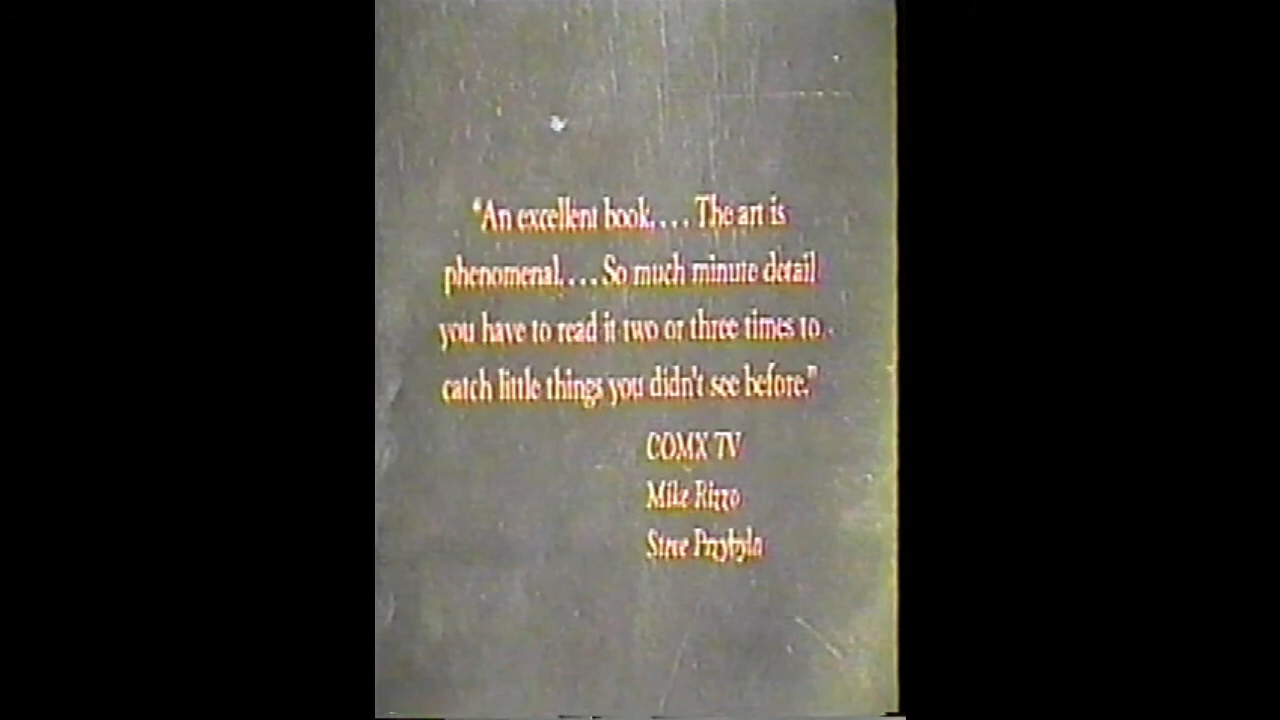 "An excellent book.... The art is
phenomenal.... So much minute detail
you have to read it two or three times to
catch little things you didn't see before."
COMX TV
Mike Rizzo
Steve Przybyla